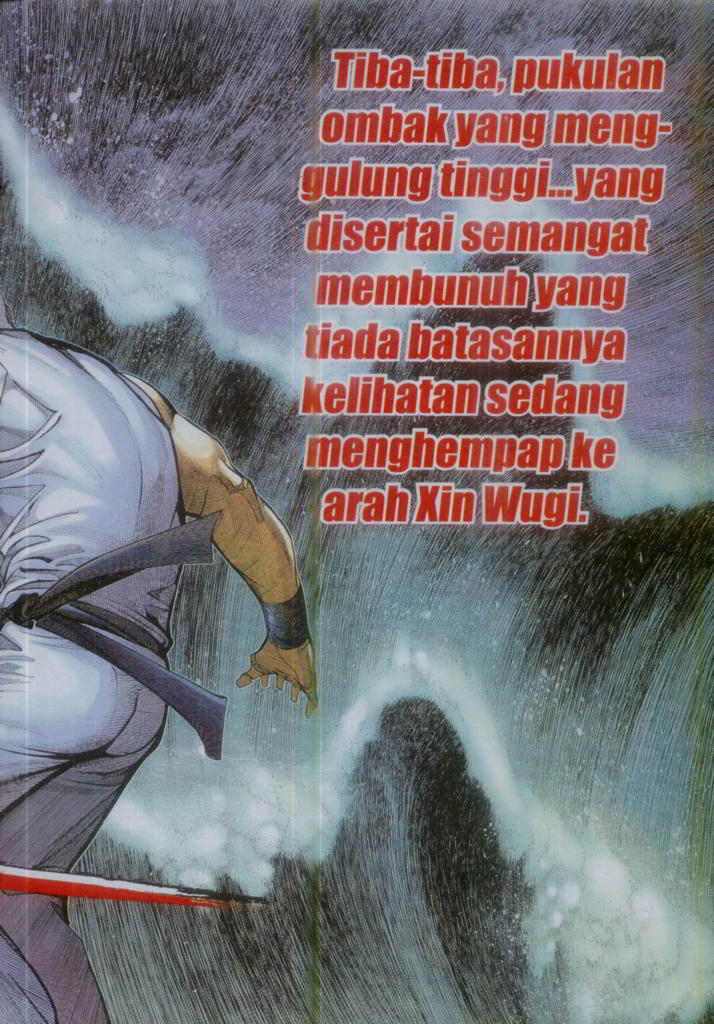 Tiba-tiba, pukulan
ombak yang meng-
gulung tinggi...yang
disertai semangat
membunuh yang
tiada batasannya
kelihatan sedang
menghempap ke
arah Xin Wugi.